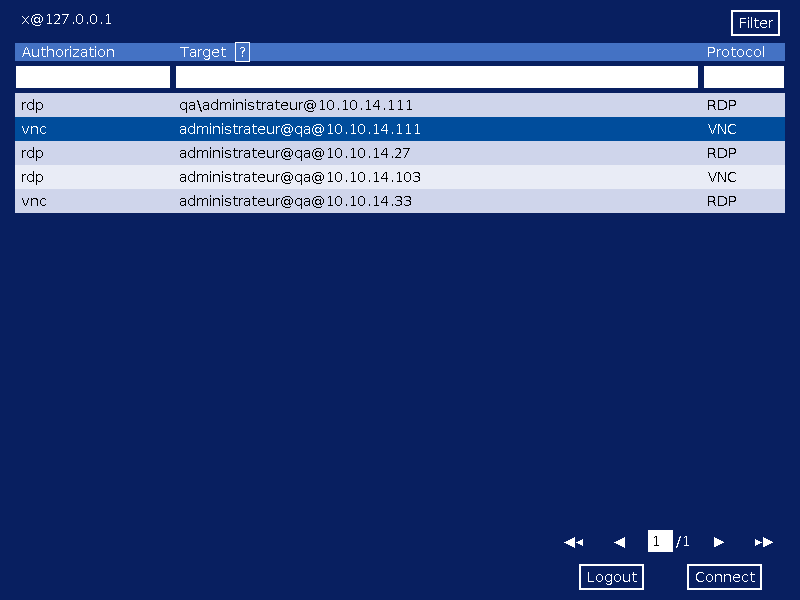 x@127.0.0.1
Filter
Authorization Target ? Protocol
rdp qa\administrateur@10.10.14.111 RDP
vnc administrateur@qa@10.10.14.111 VNC
rdp administrateur@qa@10.10.14.27 RDP
rdp administrateur@qa@10.10.14.103 VNC
vnc administrateur@qa@10.10.14.33 RDP
1 /1
Logout Connect